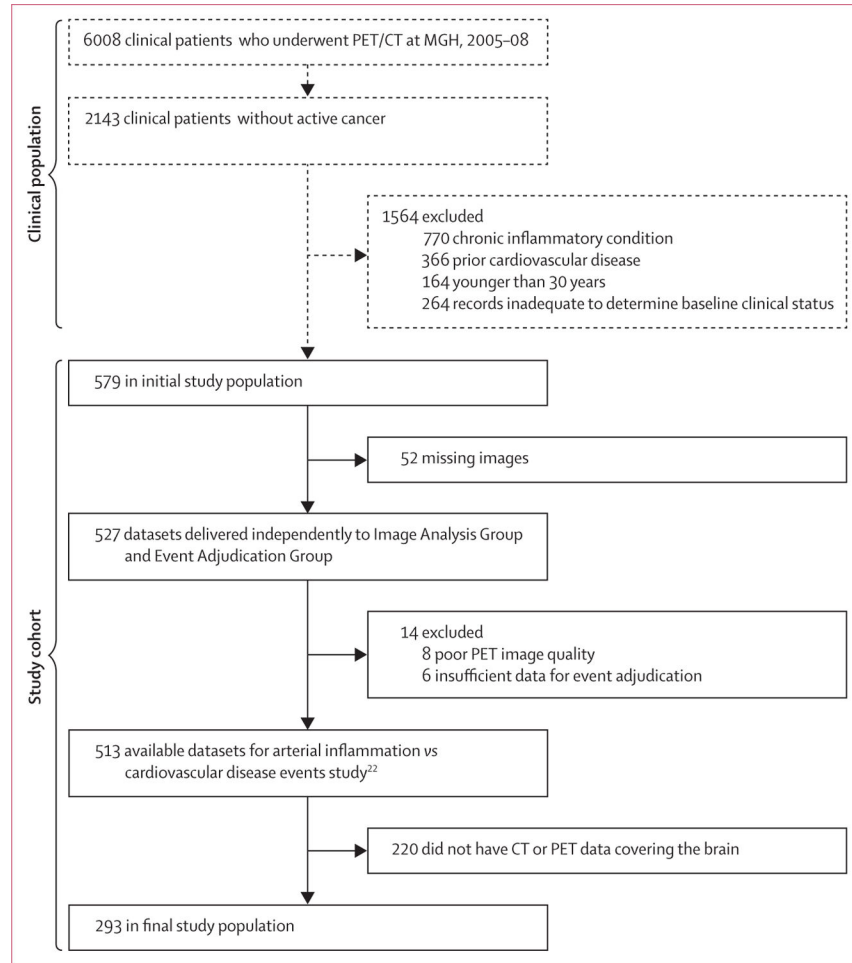 6008 clinical patients who underwent PET/CT at MGH, 2005–08
2143 clinical patients without active cancer
Clinical population
1564 excluded
770 chronic inflammatory condition
366 prior cardiovascular disease
164 younger than 30 years
264 records inadequate to determine baseline clinical status
579 in initial study population
52 missing images
527 datasets delivered independently to Image Analysis Group
and Event Adjudication Group
Study cohort
14 excluded
8 poor PET image quality
6 insufficient data for event adjudication
513 available datasets for arterial inflammation vs
cardiovascular disease events study²²
220 did not have CT or PET data covering the brain
293 in final study population